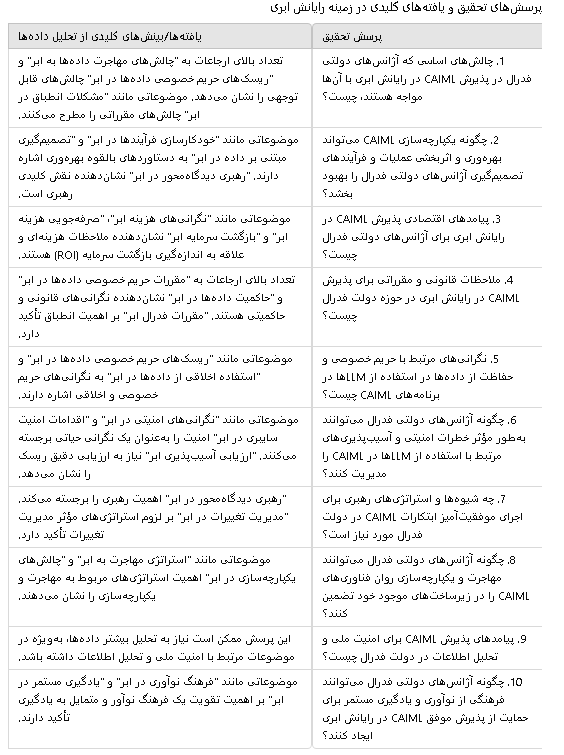 پرسش‌های تحقیق و یافته‌های کلیدی در زمینه رایانش ابری
پرسش تحقیق
یافته‌ها/بینش‌های کلیدی از تحلیل داده‌ها
1. چالش‌های اساسی که آژانس‌های دولتی
فدرال در پذیرش CAIML در رایانش ابری با آن‌ها
مواجه هستند، چیست؟
تعداد بالای ارجاعات به "چالش‌های مهاجرت داده‌ها به ابر" و
"ریسک‌های حریم خصوصی داده‌ها در ابر" چالش‌های قابل
توجهی را نشان می‌دهد. موضوعاتی مانند "مشکلات انطباق در
ابر" چالش‌های مقرراتی را مطرح می‌کنند.
2. چگونه یکپارچه‌سازی CAIML می‌تواند
بهره‌وری و اثربخشی عملیات و فرآیندهای
تصمیم‌گیری آژانس‌های دولتی فدرال را بهبود
بخشد؟
موضوعاتی مانند "خودکارسازی فرآیندها در ابر" و "تصمیم‌گیری
مبتنی بر داده در ابر" به دستاوردهای بالقوه بهره‌وری اشاره
دارند. "رهبری دیدگاه‌محور در ابر" نشان‌دهنده نقش کلیدی
رهبری است.
3. پیامدهای اقتصادی پذیرش CAIML در
رایانش ابری برای آژانس‌های دولتی فدرال
چیست؟
موضوعاتی مانند "نگرانی‌های هزینه ابر"، "صرفه‌جویی هزینه
ابر" و "بازگشت سرمایه ابر" نشان‌دهنده ملاحظات هزینه‌ای و
علاقه به اندازه‌گیری بازگشت سرمایه (ROI) هستند.
4. ملاحظات قانونی و مقرراتی برای پذیرش
CAIML در رایانش ابری در حوزه دولت فدرال
چیست؟
تعداد بالای ارجاعات به "مقررات حریم خصوصی داده‌ها در ابر"
و "حاکمیت داده‌ها در ابر" نشان‌دهنده نگرانی‌های قانونی و
حاکمیتی هستند. "مقررات فدرال ابر" بر اهمیت انطباق تأکید
دارد.
5. نگرانی‌های مرتبط با حریم خصوصی و
حفاظت از داده‌ها در استفاده از LLMها در
برنامه‌های CAIML چیست؟
موضوعاتی مانند "ریسک‌های حریم خصوصی داده‌ها در ابر" و
"استفاده اخلاقی از داده‌ها در ابر" به نگرانی‌های حریم
خصوصی و اخلاقی اشاره دارند.
6. چگونه آژانس‌های دولتی فدرال می‌توانند
به‌طور مؤثر خطرات امنیتی و آسیب‌پذیری‌های
مرتبط با استفاده از LLMها در CAIML را
مدیریت کنند؟
موضوعاتی مانند "نگرانی‌های امنیتی در ابر" و "اقدامات امنیت
سایبری در ابر" امنیت را به‌عنوان یک نگرانی حیاتی برجسته
می‌کنند. "ارزیابی آسیب‌پذیری ابر" نیاز به ارزیابی دقیق ریسک
را نشان می‌دهد.
7. چه شیوه‌ها و استراتژی‌های رهبری برای
اجرای موفقیت‌آمیز ابتکارات CAIML در دولت
فدرال مورد نیاز است؟
"رهبری دیدگاه‌محور در ابر" اهمیت رهبری را برجسته می‌کند.
"مدیریت تغییرات در ابر" بر لزوم استراتژی‌های مؤثر مدیریت
تغییرات تأکید دارد.
8. چگونه آژانس‌های دولتی فدرال می‌توانند
مهاجرت و یکپارچه‌سازی روان فناوری‌های
CAIML را در زیرساخت‌های موجود خود تضمین
کنند؟
موضوعاتی مانند "استراتژی مهاجرت به ابر" و "چالش‌های
یکپارچه‌سازی در ابر" اهمیت استراتژی‌های مربوط به مهاجرت و
یکپارچه‌سازی را نشان می‌دهند.
9. پیامدهای پذیرش CAIML برای امنیت ملی و
تحلیل اطلاعات در دولت فدرال چیست؟
این پرسش ممکن است نیاز به تحلیل بیشتر داده‌ها، به‌ویژه در
موضوعات مرتبط با امنیت ملی و تحلیل اطلاعات داشته باشد.
10. چگونه آژانس‌های دولتی فدرال می‌توانند
فرهنگی از نوآوری و یادگیری مستمر برای
حمایت از پذیرش موفق CAIML در رایانش ابری
ایجاد کنند؟
موضوعاتی مانند "فرهنگ نوآوری در ابر" و "یادگیری مستمر در
ابر" بر اهمیت تقویت یک فرهنگ نوآور و متمایل به یادگیری
تأکید دارند.